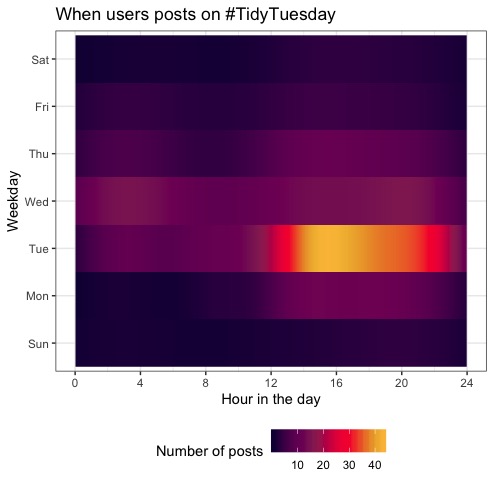 When users posts on #TidyTuesday
Weekday
Sat
Fri
Thu
Wed
Tue
Mon
Sun
0 4 8 12 16 20 24
Hour in the day
Number of posts
10 20 30 40